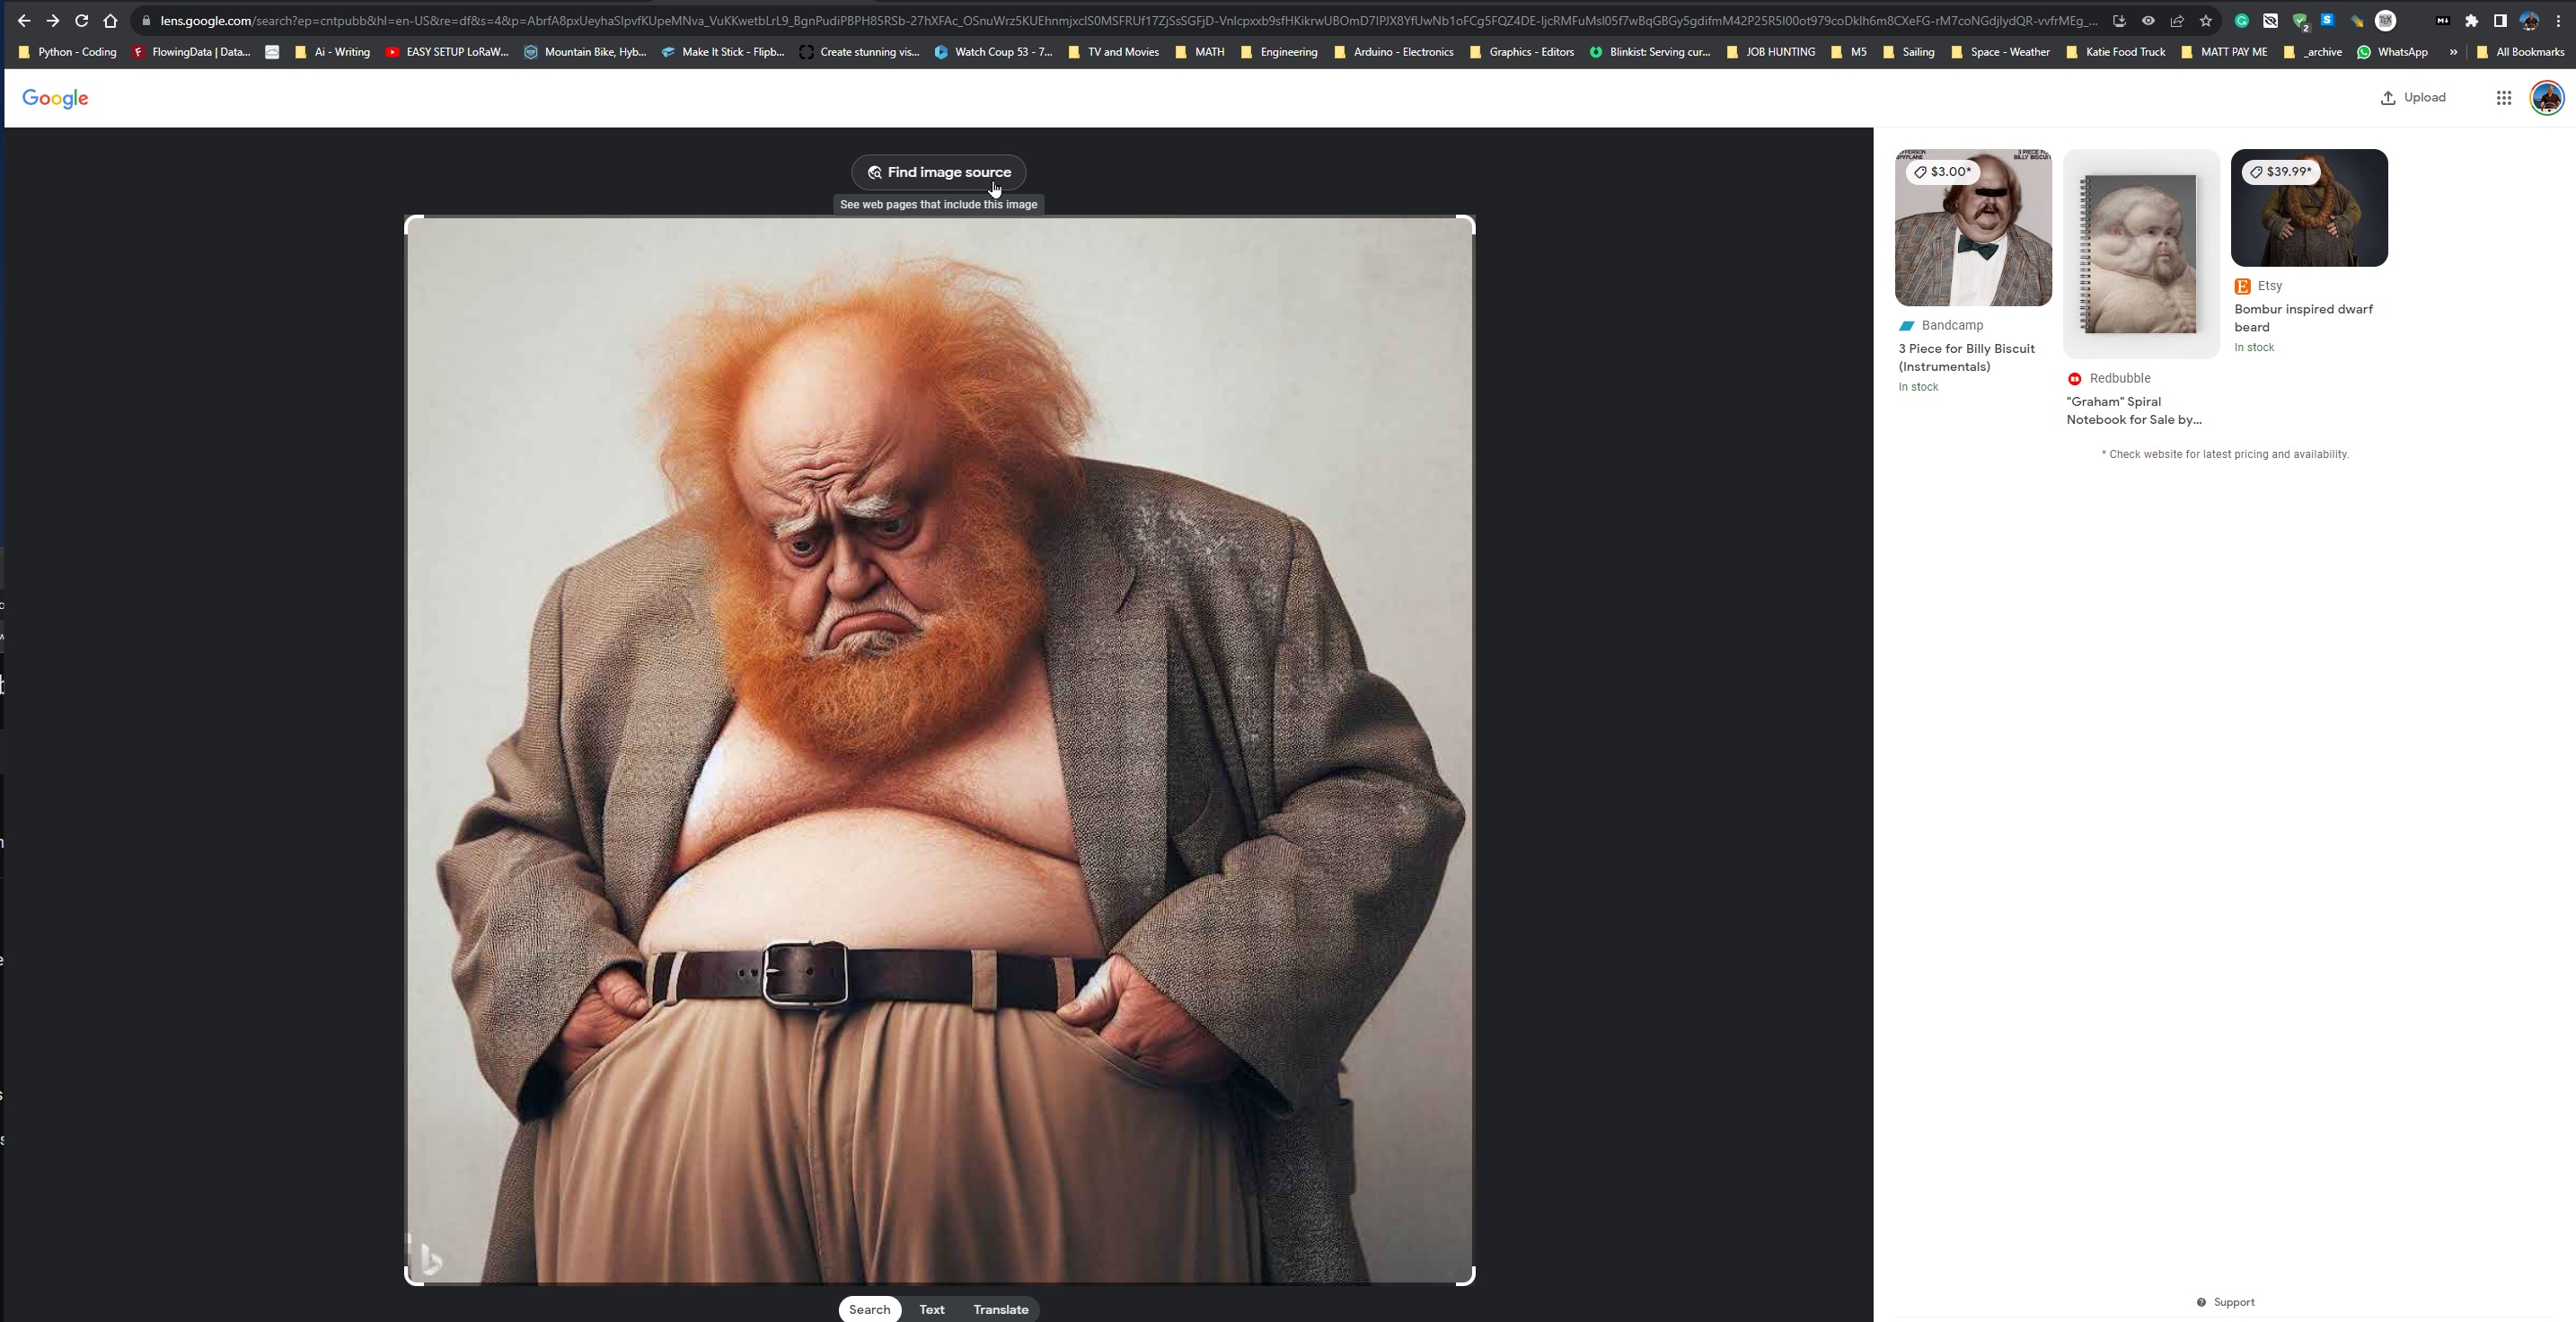 lens.google.com/search?ep=cntpubb&hl=en-US&re=df&s=4&p=AbrfA8pxUeyhaSlpvfKUpeMNva_VuKKwetbLrL9_BgnPudiPBPH85RSb-27hXFAc_OSnuWrz5KUEhnmjxcIS0MSFRUf17ZjSsSGFjD-VnIcpxxb9sfHKikrwUBOmD7IPJX8YfUwNb1oFCg5FQZ4DE-IjcRMFuMsI05f7wBqGBGy5gdifmM42P25R5I00ot979coDkIh6m8CXeFG-rM7coNGdjlydQR-vvfrMEg_...
2
Python - Coding
FlowingData | Data...
Ai - Writing
EASY SETUP LoRaW...
Mountain Bike, Hyb...
Make It Stick - Flipb...
Create stunning vis...
Watch Coup 53 - 7...
TV and Movies
MATH
Engineering
Arduino - Electronics
Graphics - Editors
Blinkist: Serving cur...
JOB HUNTING
M5
Sailing
Space - Weather
Katie Food Truck
MATT PAY ME
_archive
WhatsApp
»
All Bookmarks
Google
Upload
Find image source
See web pages that include this image
$3.00*
$39.99*
Bandcamp
3 Piece for Billy Biscuit
(Instrumentals)
In stock
Redbubble
"Graham" Spiral
Notebook for Sale by...
Etsy
Bombur inspired dwarf
beard
In stock
* Check website for latest pricing and availability.
Search
Text
Translate
Support